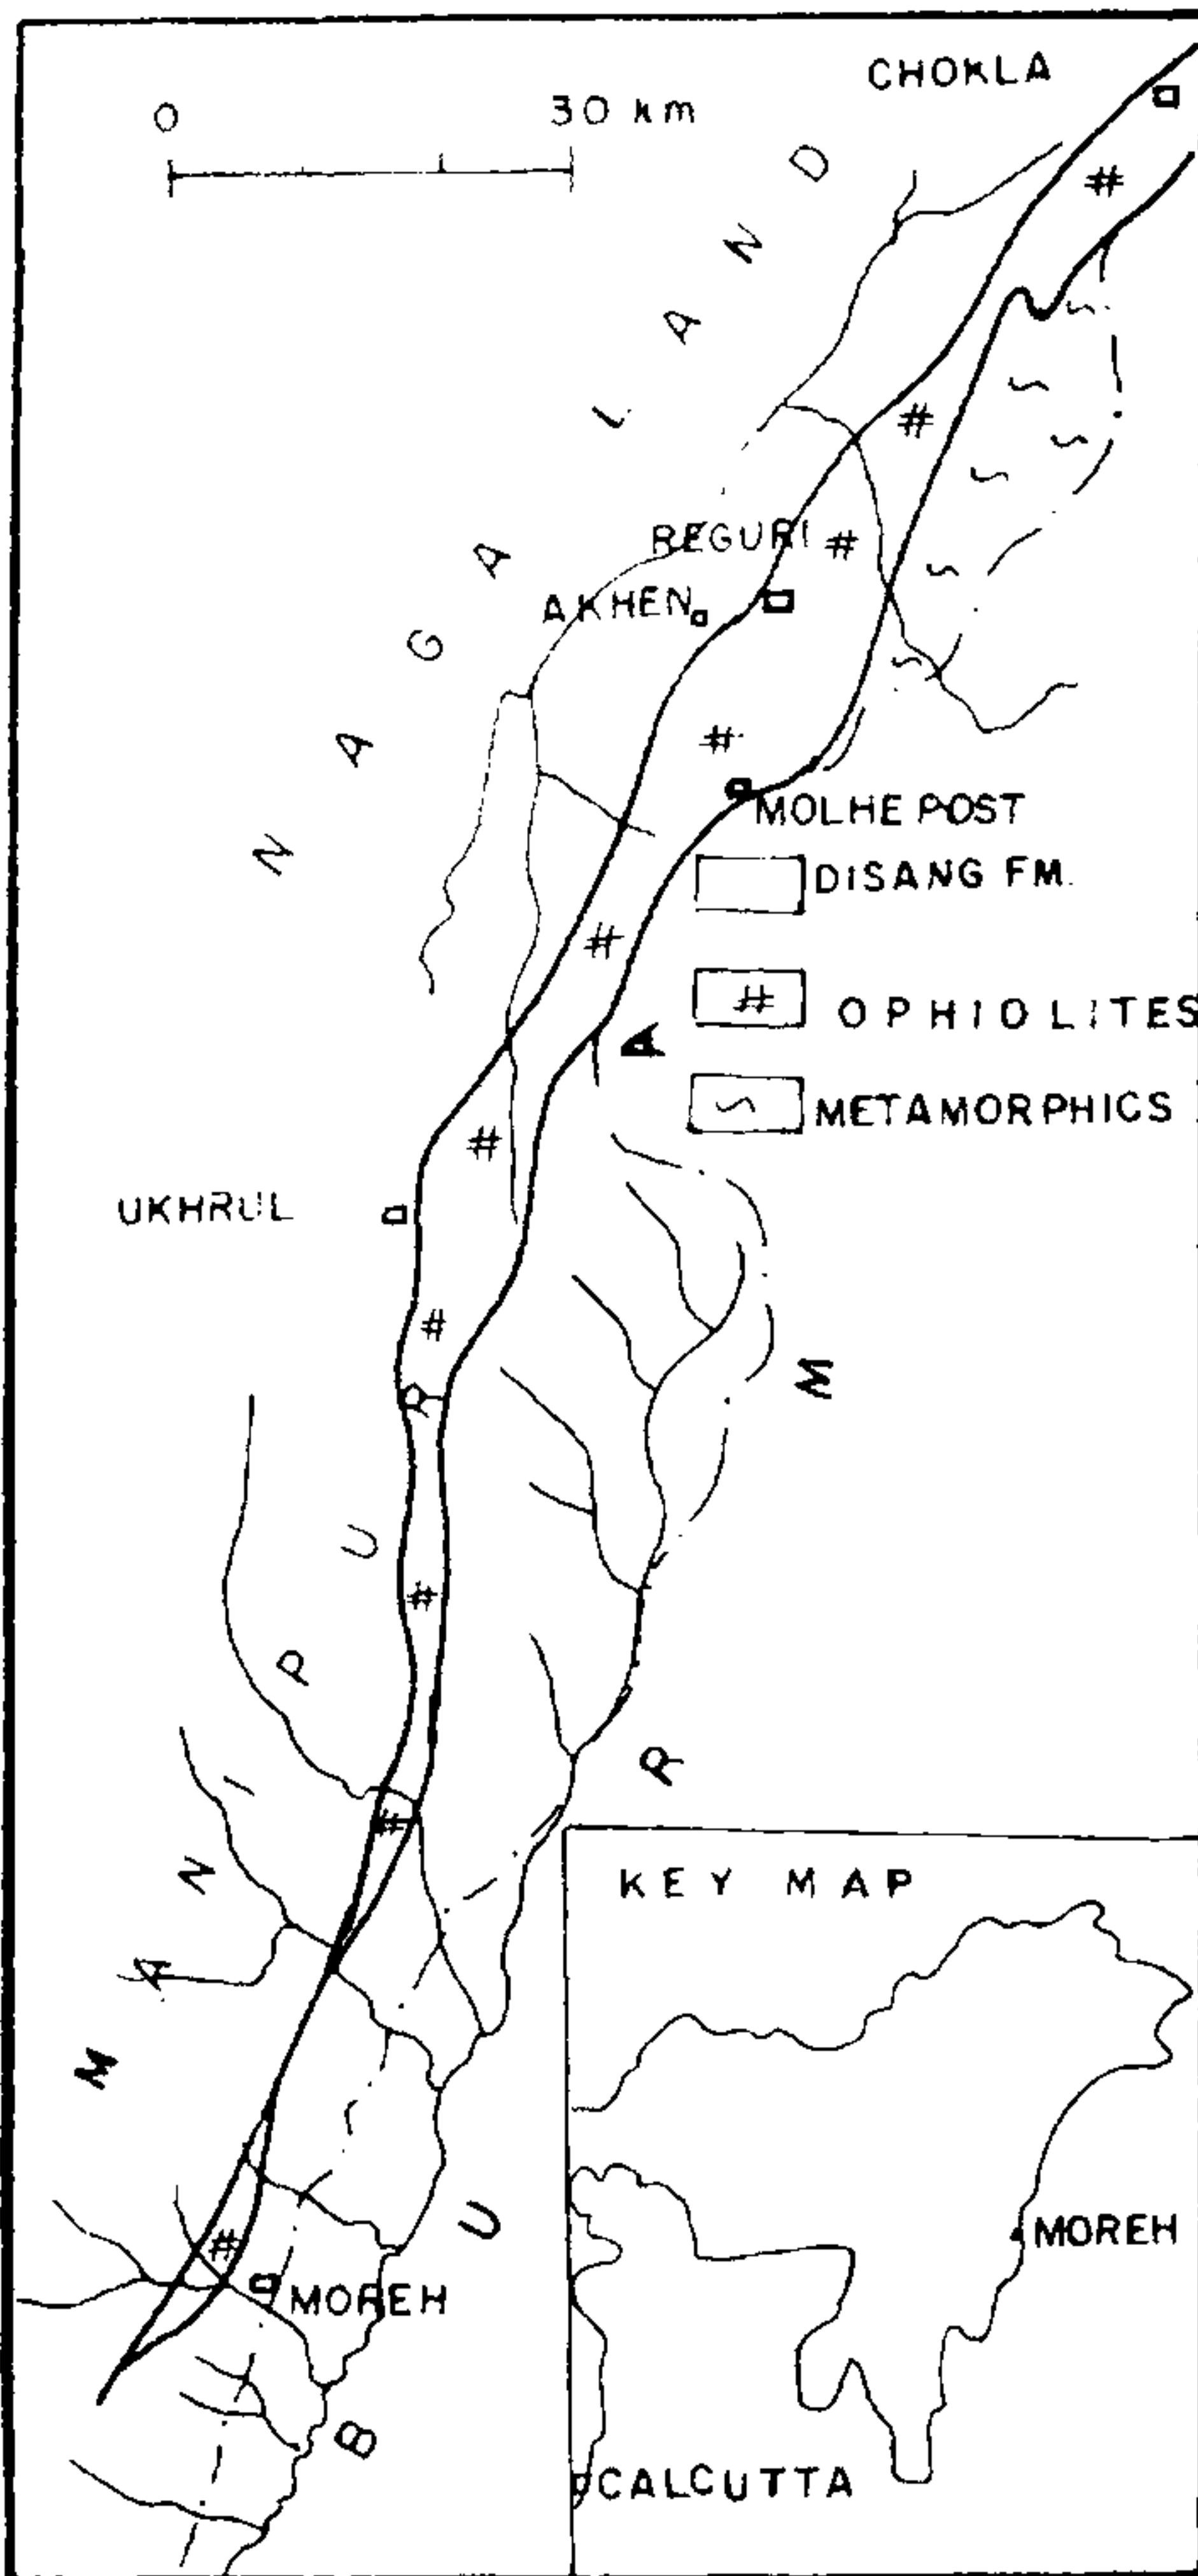 CHOKLA
0 30 km
NAGALAND
REGURI
AKHEN
MOLHE POST
DISANG FM.
OPHIOLITES
METAMORPHICS
UKHRUL
MANIPUR
BURMA
MOREH
KEY MAP
MOREH
CALCUTTA